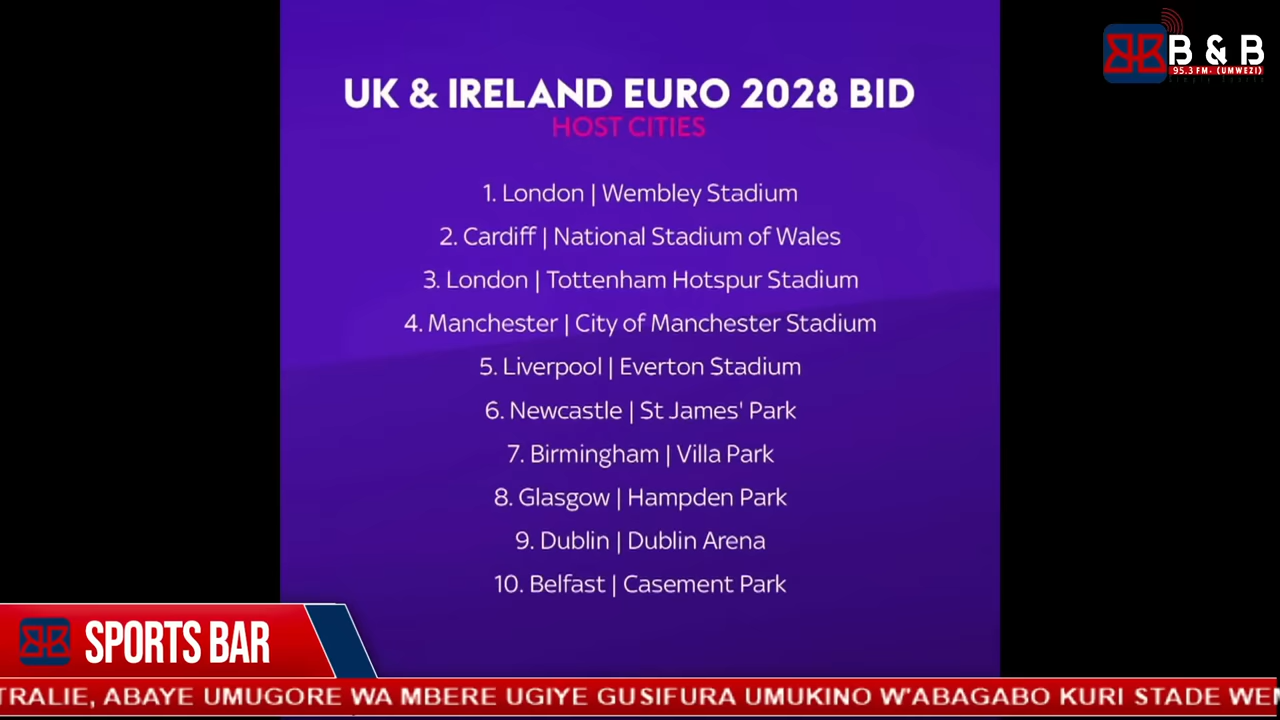 B & B
95.3 FM- (UMWEZI)
UK & IRELAND EURO 2028 BID
HOST CITIES
1. London | Wembley Stadium
2. Cardiff | National Stadium of Wales
3. London | Tottenham Hotspur Stadium
4. Manchester | City of Manchester Stadium
5. Liverpool | Everton Stadium
6. Newcastle | St James' Park
7. Birmingham | Villa Park
8. Glasgow | Hampden Park
9. Dublin | Dublin Arena
10. Belfast | Casement Park
SPORTS BAR
TRALIE, ABAYE UMUGORE WA MBERE UGIYE GUSIFURA UMUKINO W'ABAGABO KURI STADE WEM